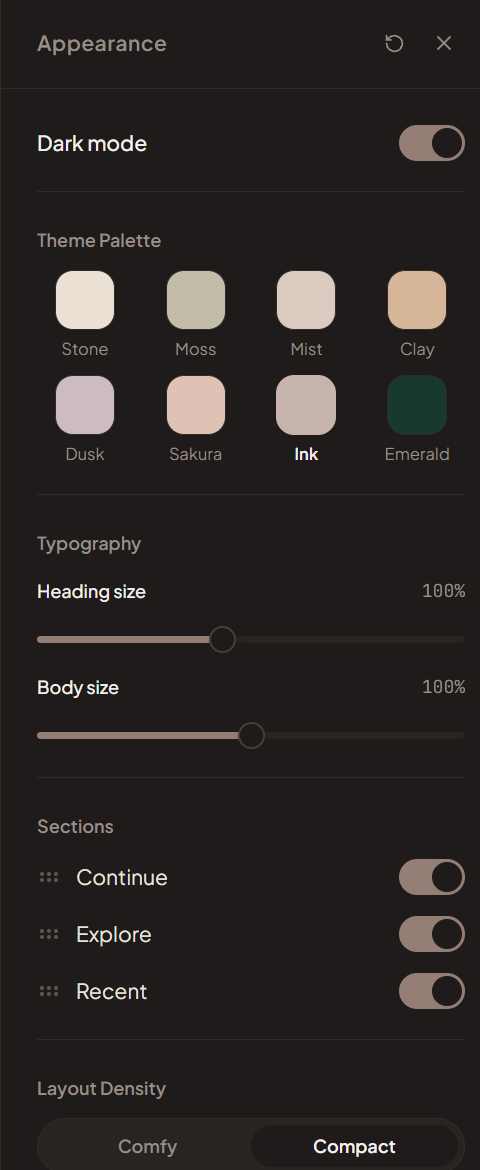 Appearance
Dark mode
Theme Palette
Stone Moss Mist Clay
Dusk Sakura Ink Emerald
Typography
Heading size 100%
Body size 100%
Sections
Continue
Explore
Recent
Layout Density
Comfy Compact